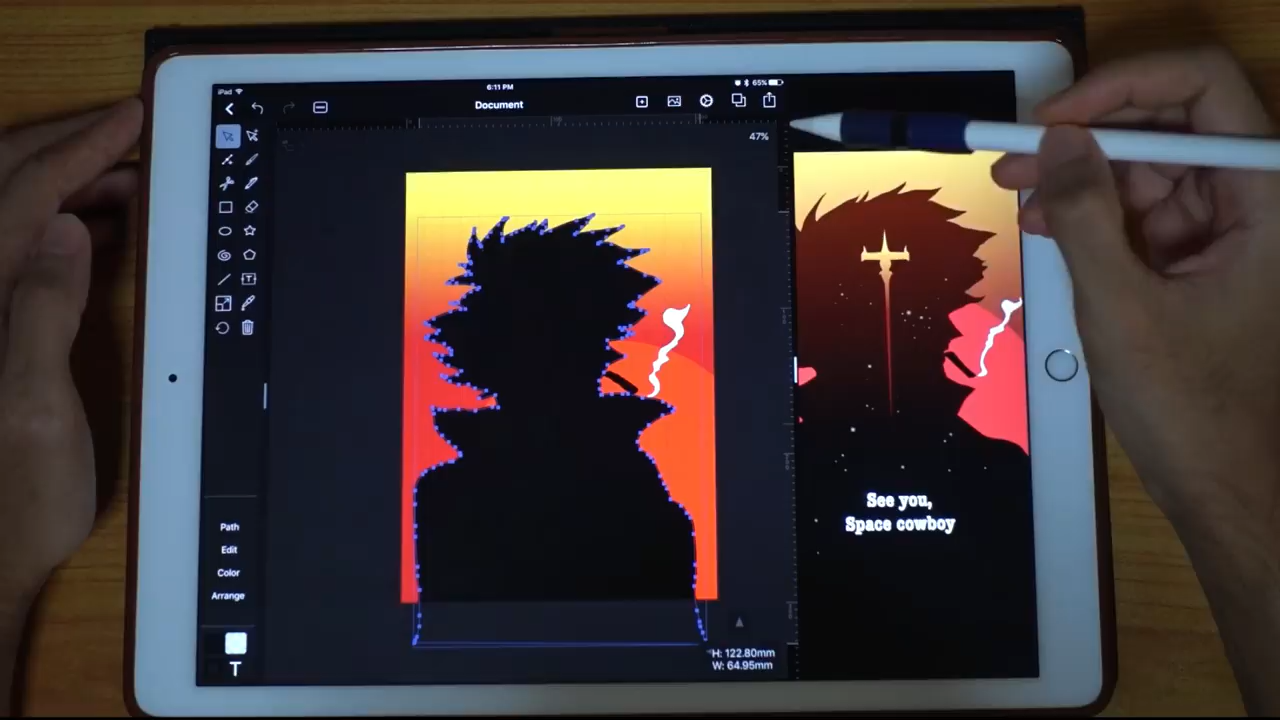 iPad
6:11 PM
65%
Document
47%
Path
Edit
Color
Arrange
T
H: 122.80mm
W: 64.95mm
See you,
Space cowboy